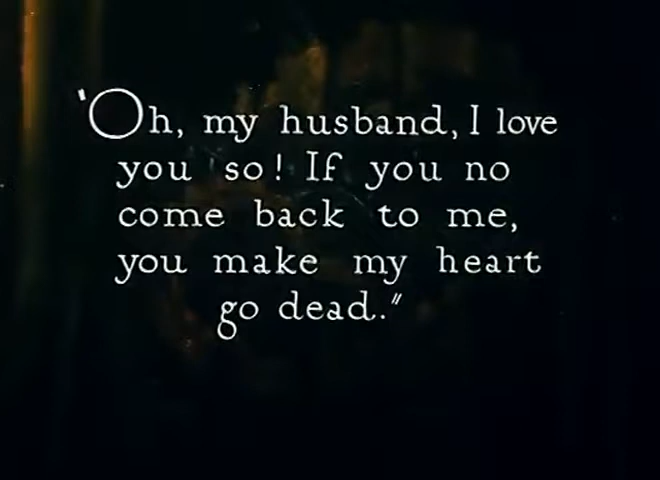 "Oh, my husband, I love
you so! If you no
come back to me,
you make my heart
go dead.."